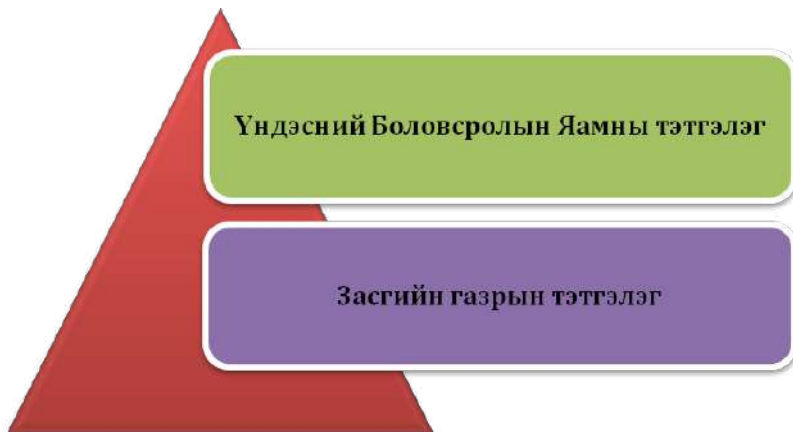 Үндэсний Боловсролын Яамны тэтгэлэг
Засгийн газрын тэтгэлэг